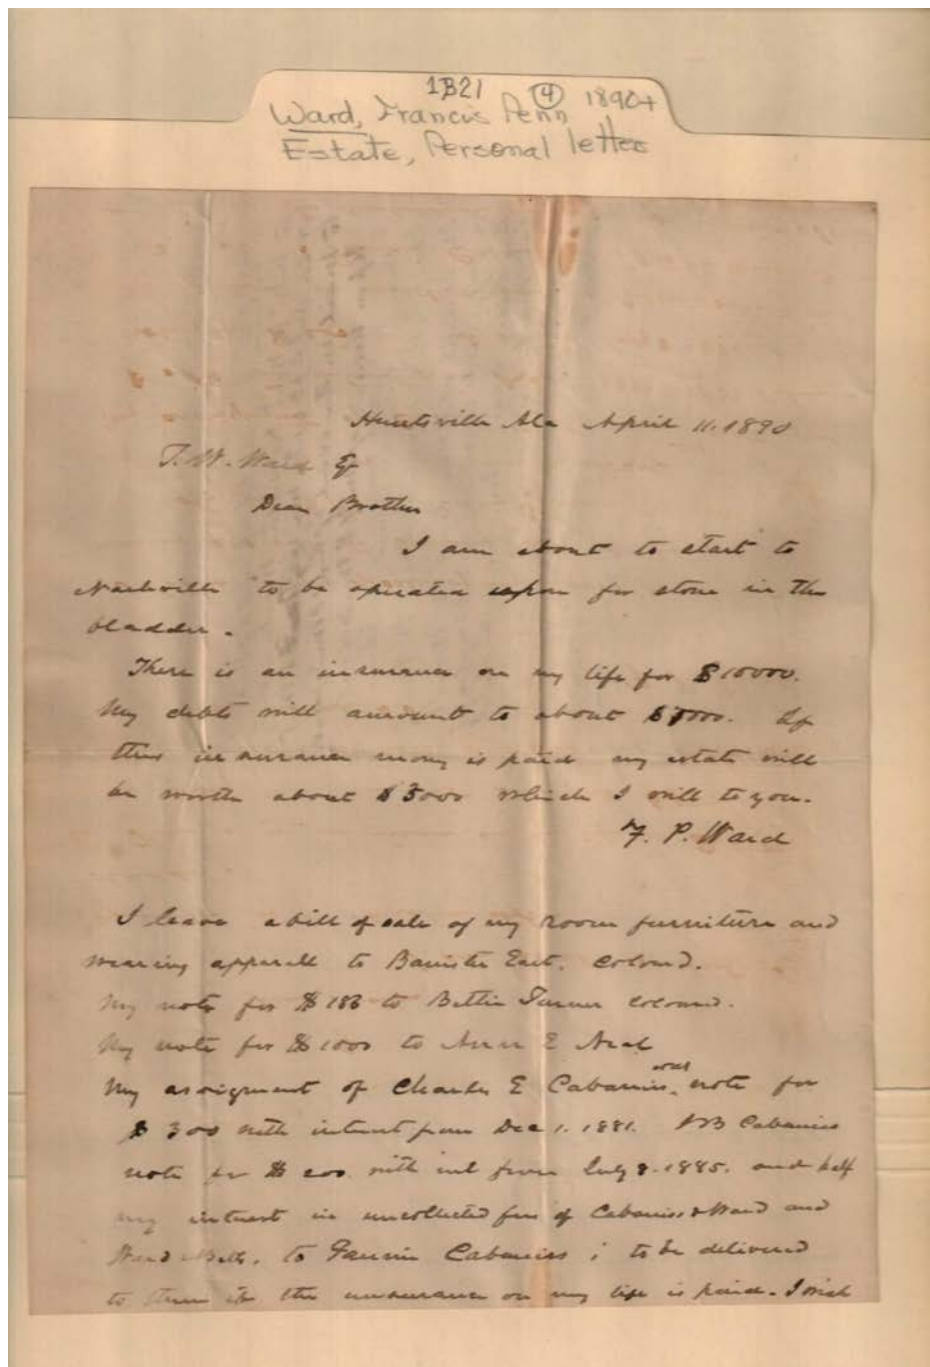 1B21 (4) 1890+
Ward, Francis Penn
Estate, Personal letter
Huntsville Ala April 11. 1890
T. W. Ward Esq
Dear Brother
I am about to start to
Nashville to be operated upon for stone in the
bladder.
There is an insurance on my life for $10000.
My debts will amount to about $7000. If
this insurance money is paid my estate will
be worth about $3000 which I will to you.
F. P. Ward
I leave a bill of sale of my room furniture and
wearing apparell to Banister East. Colored.
My note for $ to Bettie Turner colored.
My note for $1000 to Ann E Neal
My assigment of Charles E Cabaniss note for
$300 with interest from Dec 1. 1881. Cabaniss
note for $200 with int from July 8. 1885. and half
my interest in uncollected fees of Cabaniss & Ward and
Ward & Betts. to Fannie Cabaniss ; to be delivered
to them if the insurance on my life is paid. I wish